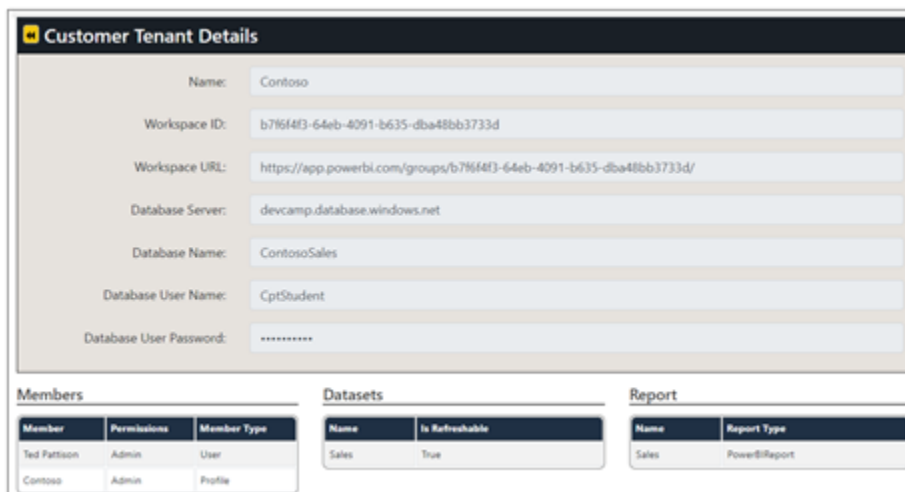 Customer Tenant Details
Name: Contoso
Workspace ID: b7f6f4f3-64eb-4091-b635-dba48bb3733d
Workspace URL: https://app.powerbi.com/groups/b7f6f4f3-64eb-4091-b635-dba48bb3733d/
Database Server: devcamp.database.windows.net
Database Name: ContosoSales
Database User Name: CptStudent
Database User Password: ••••••••••
Members Datasets Report
Member Permissions Member Type Name Is Refreshable Name Report Type
Ted Pattison Admin User Sales True Sales PowerBIReport
Contoso Admin Profile